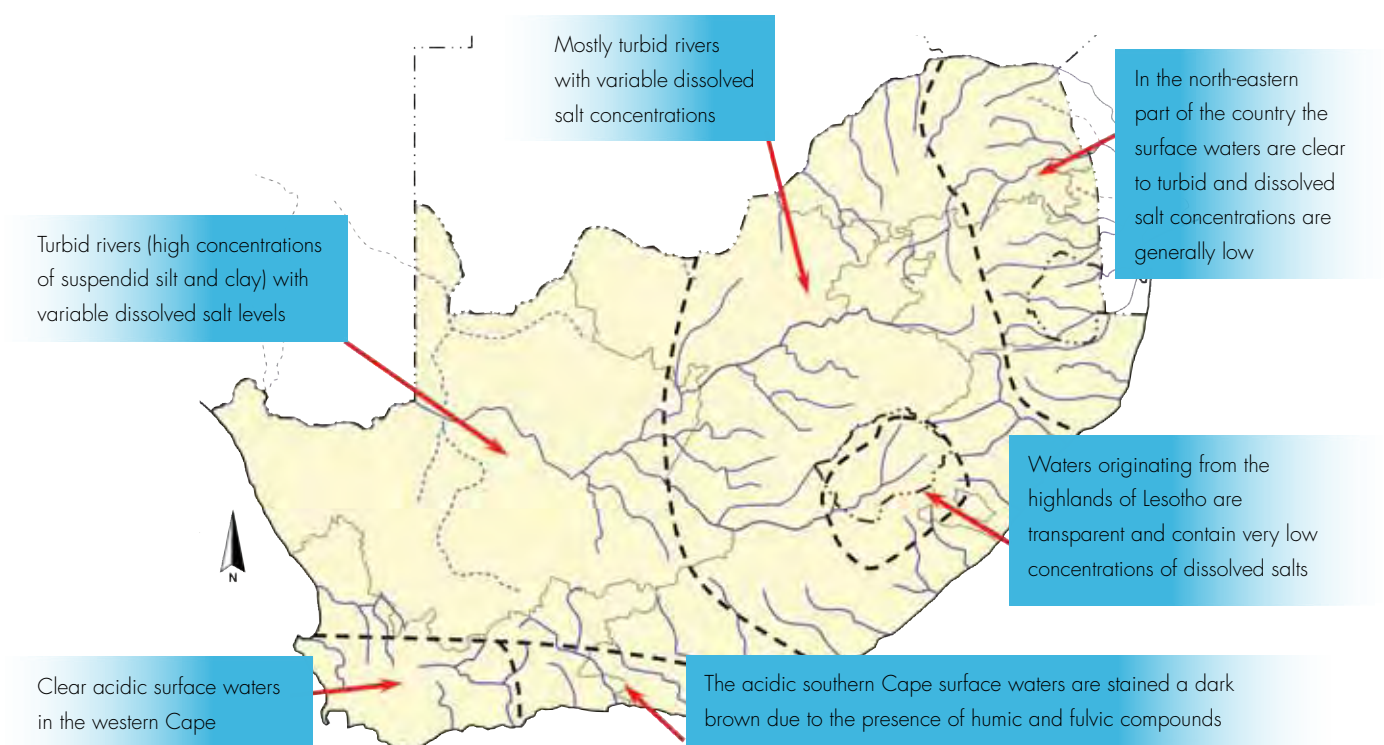 Mostly turbid rivers
with variable dissolved
salt concentrations
In the north-eastern
part of the country the
surface waters are clear
to turbid and dissolved
salt concentrations are
generally low
Turbid rivers (high concentrations
of suspendid silt and clay) with
variable dissolved salt levels
Waters originating from the
highlands of Lesotho are
transparent and contain very low
concentrations of dissolved salts
N
Clear acidic surface waters
in the western Cape
The acidic southern Cape surface waters are stained a dark
brown due to the presence of humic and fulvic compounds